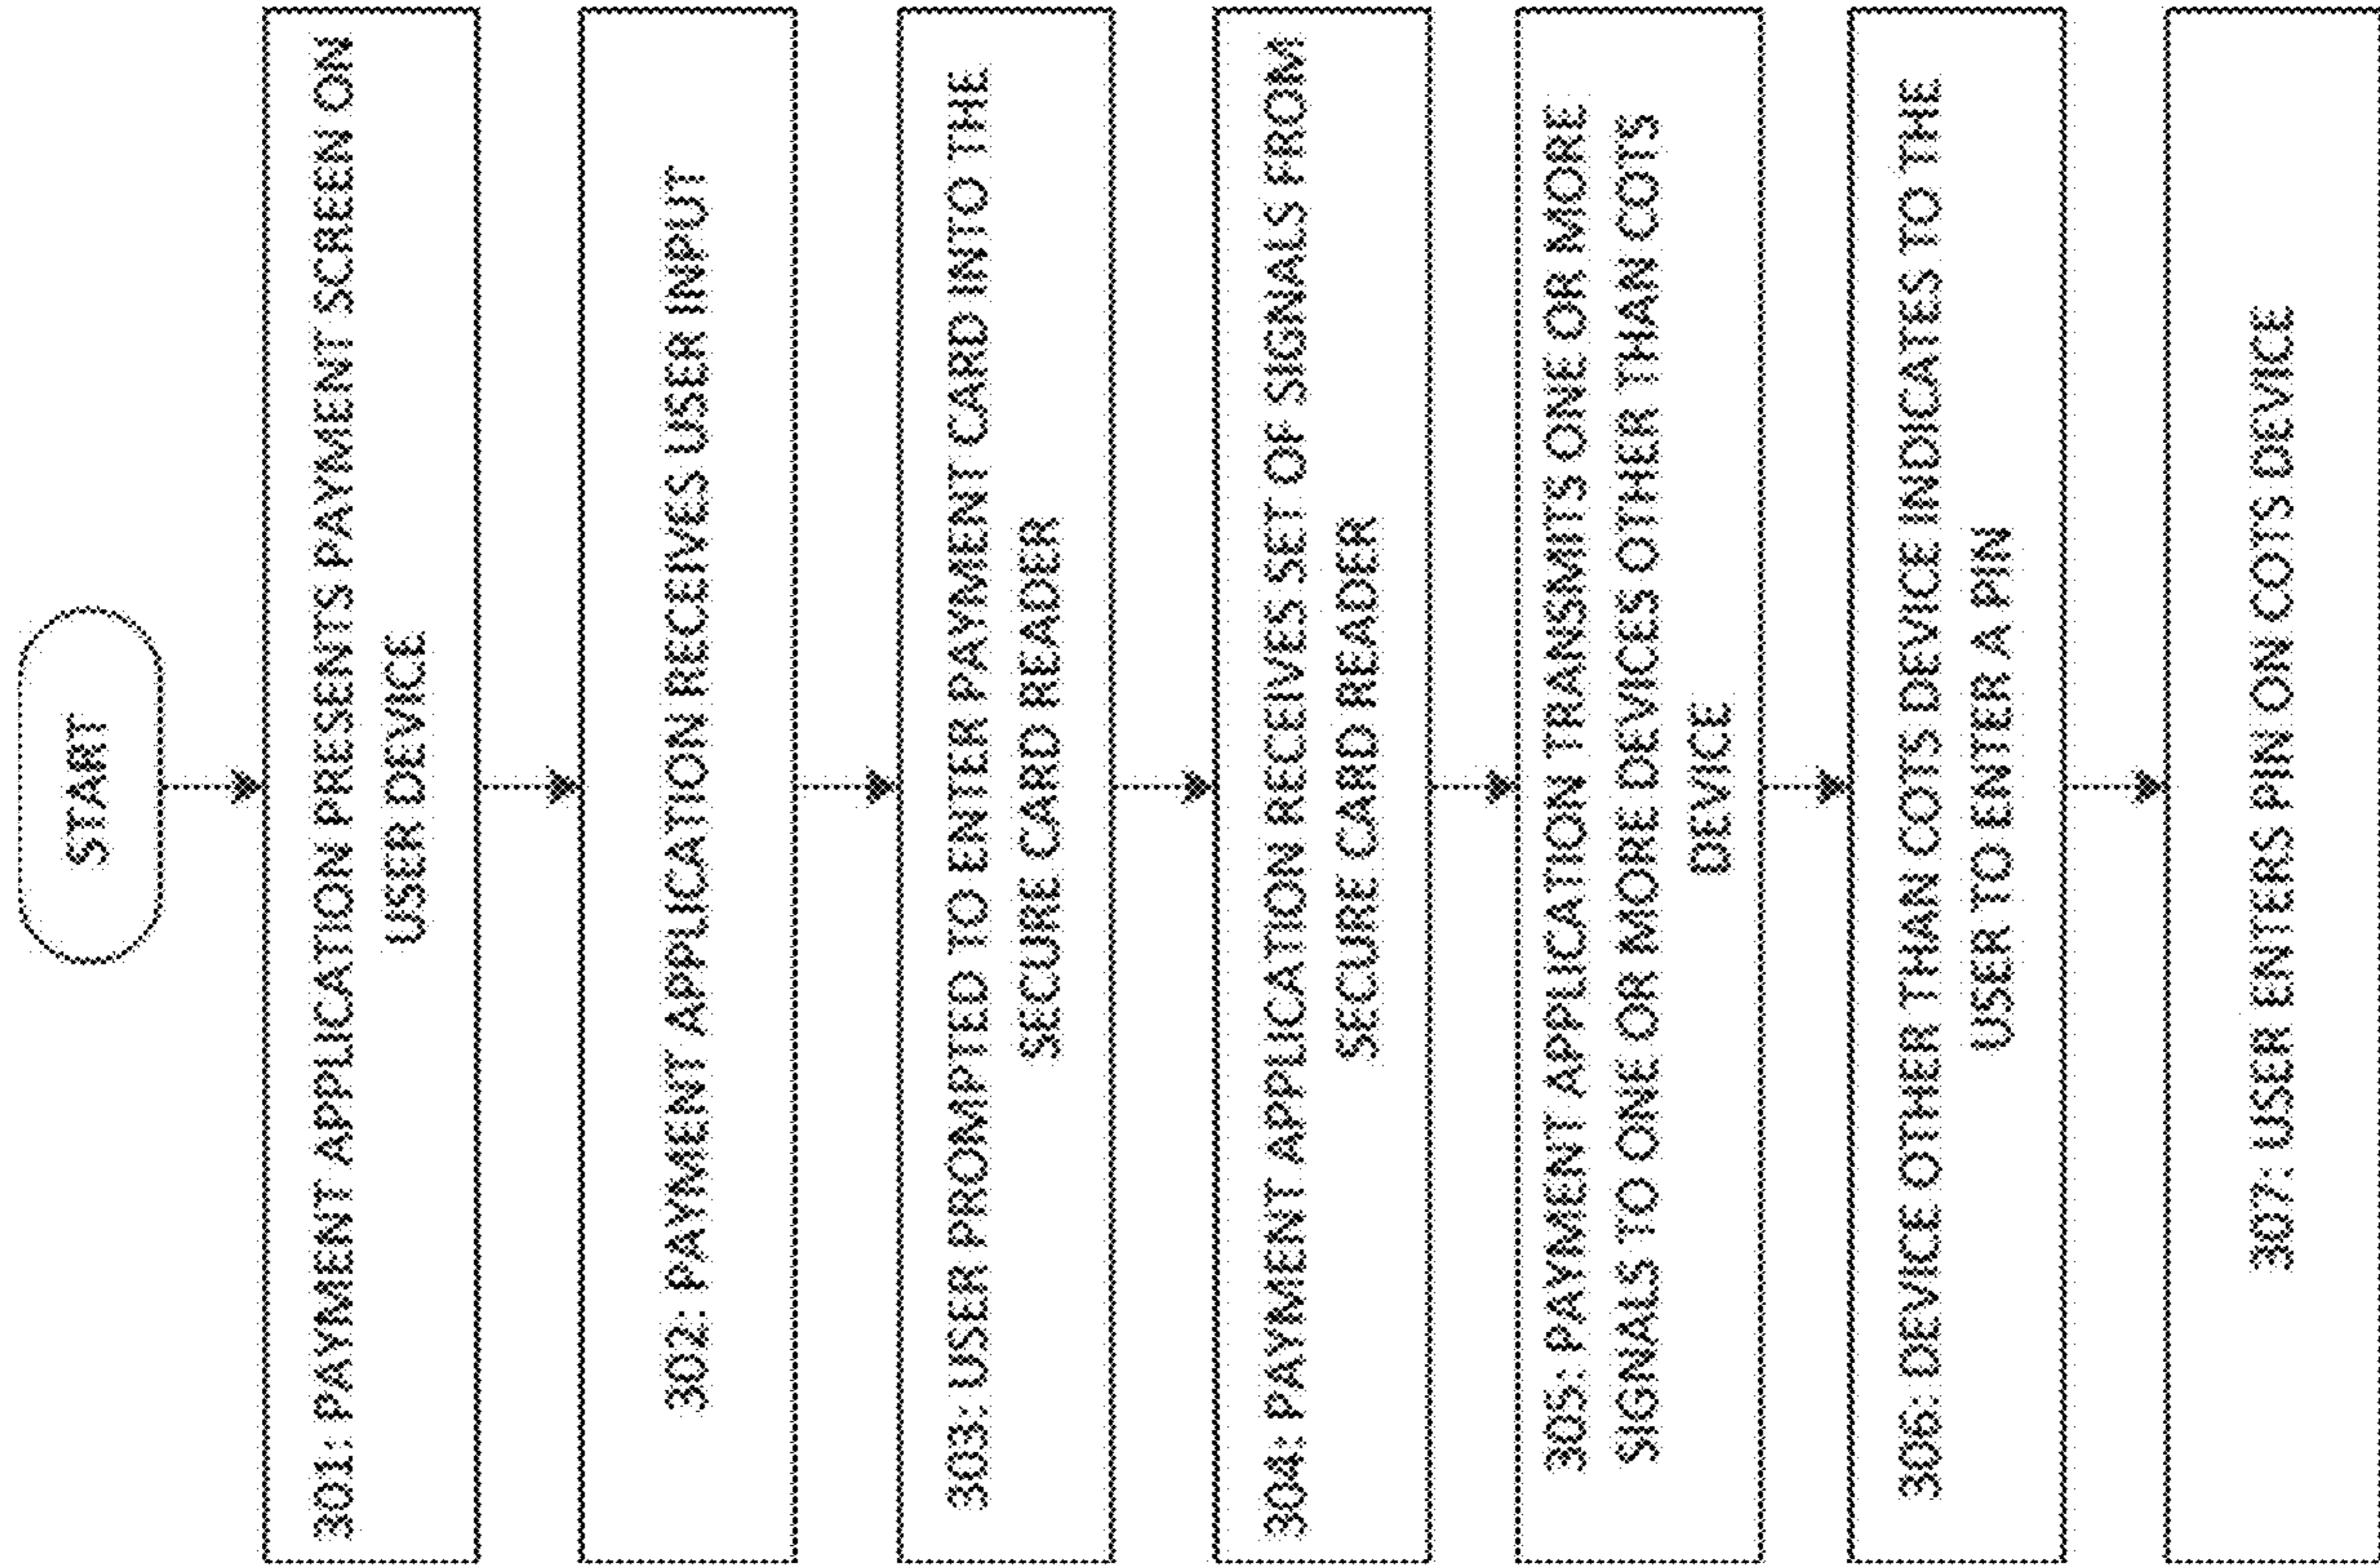 START
301: PAYMENT APPLICATION PRESENTS PAYMENT SCREEN ON
USER DEVICE
302: PAYMENT APPLICATION RECEIVES USER INPUT
303: USER PROMPTED TO ENTER PAYMENT CARD INTO THE
SECURE CARD READER
304: PAYMENT APPLICATION RECEIVES SET OF SIGNALS FROM
SECURE CARD READER
305: PAYMENT APPLICATION TRANSMITS ONE OR MORE
SIGNALS TO ONE OR MORE DEVICES OTHER THAN COTS
DEVICE
306: DEVICE OTHER THAN COTS DEVICE INDICATES TO THE
USER TO ENTER A PIN
307: USER ENTERS PIN ON COTS DEVICE